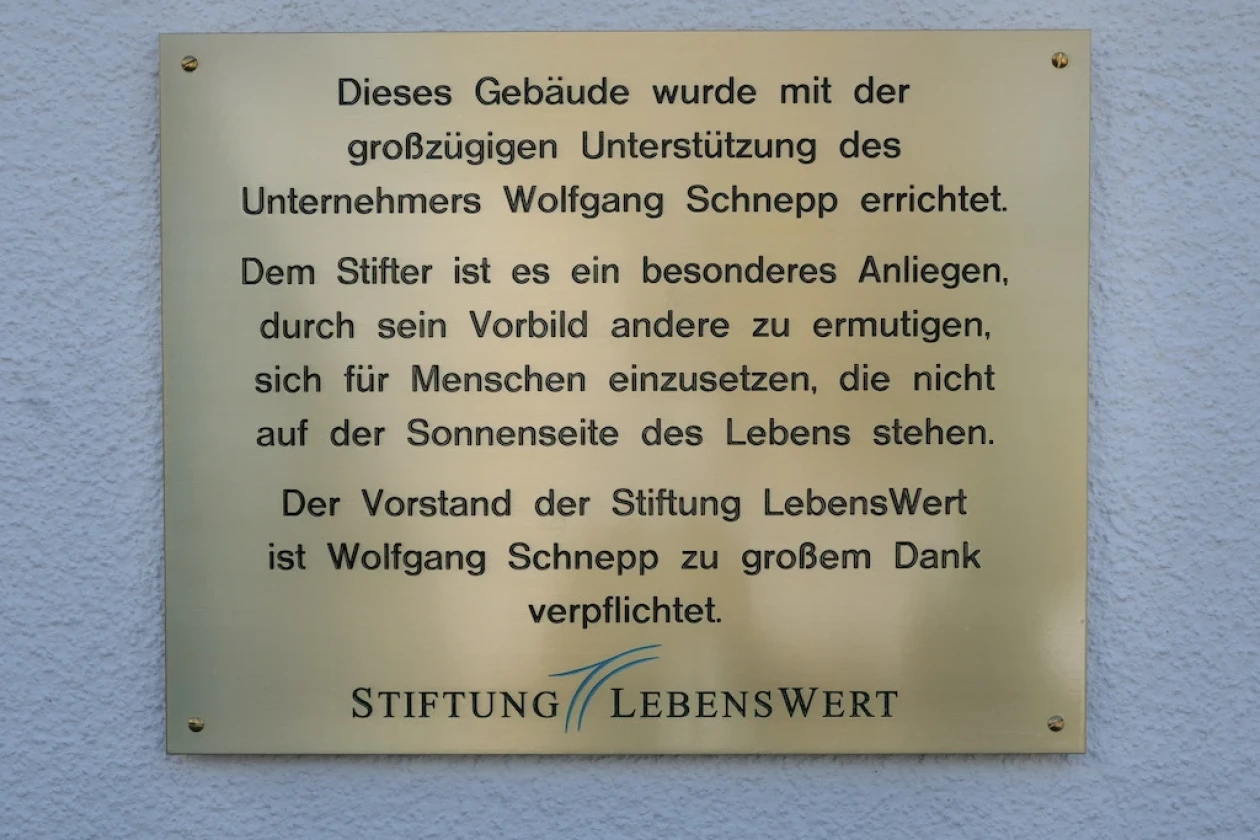 Dieses Gebäude wurde mit der
großzügigen Unterstützung des
Unternehmers Wolfgang Schnepp errichtet.
Dem Stifter ist es ein besonderes Anliegen,
durch sein Vorbild andere zu ermutigen,
sich für Menschen einzusetzen, die nicht
auf der Sonnenseite des Lebens stehen.
Der Vorstand der Stiftung LebensWert
ist Wolfgang Schnepp zu großem Dank
verpflichtet.
STIFTUNG LEBENSWERT